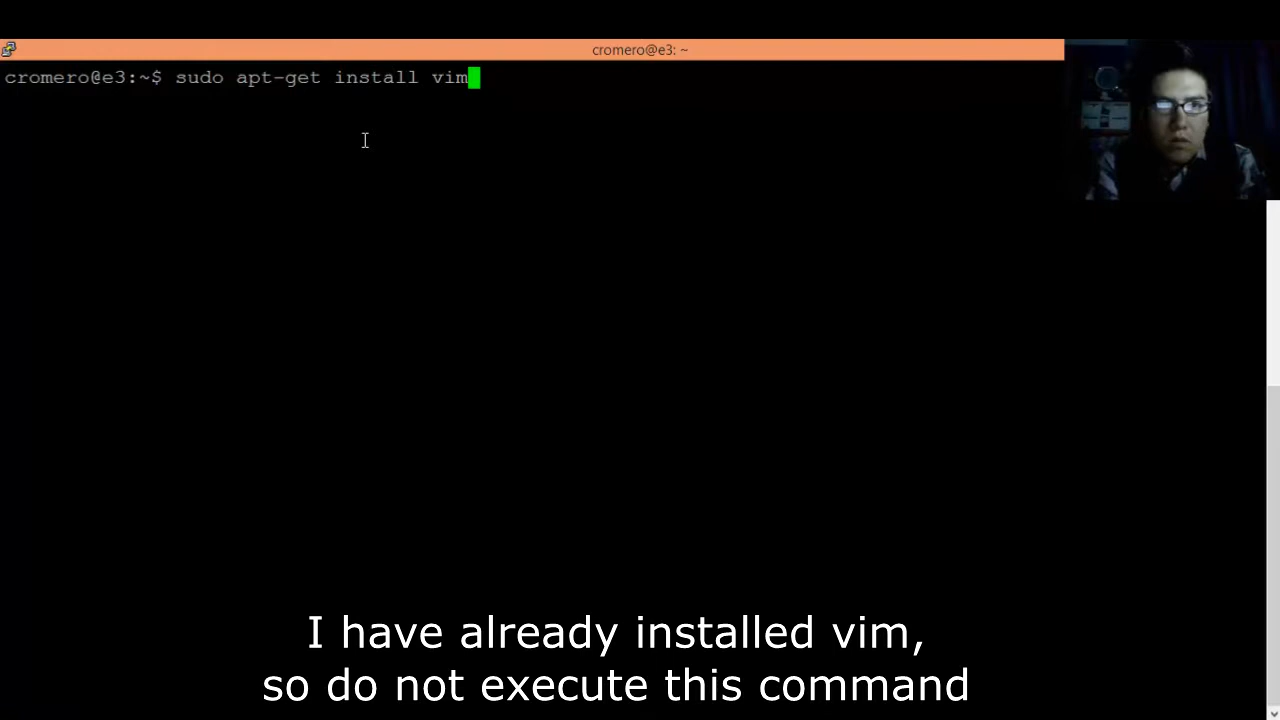 cromero@e3: ~
cromero@e3:~$ sudo apt-get install vim
I have already installed vim,
so do not execute this command